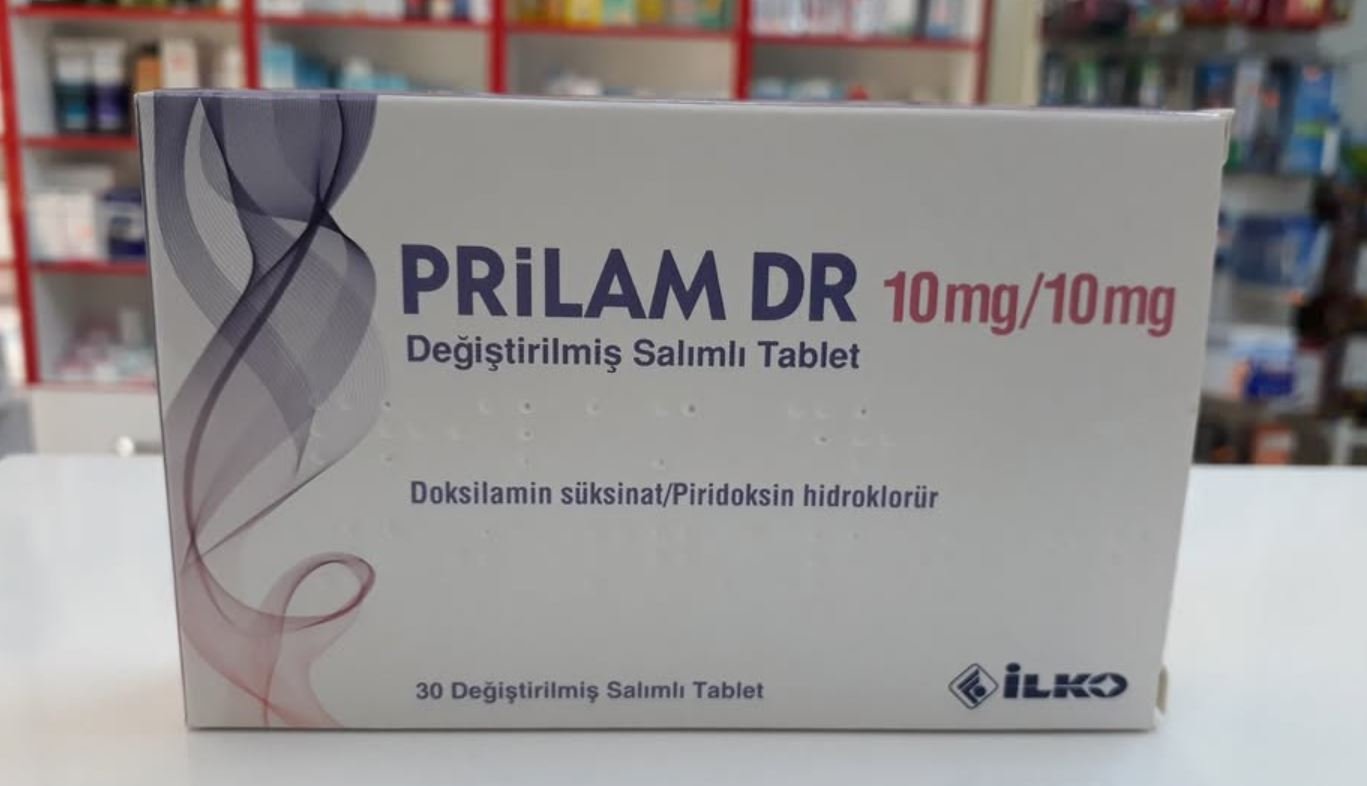 PRiLAM DR 10mg/10mg
Değiştirilmiş Salımlı Tablet
Doksilamin süksinat/Piridoksin hidroklorür
30 Değiştirilmiş Salımlı Tablet
İLKO